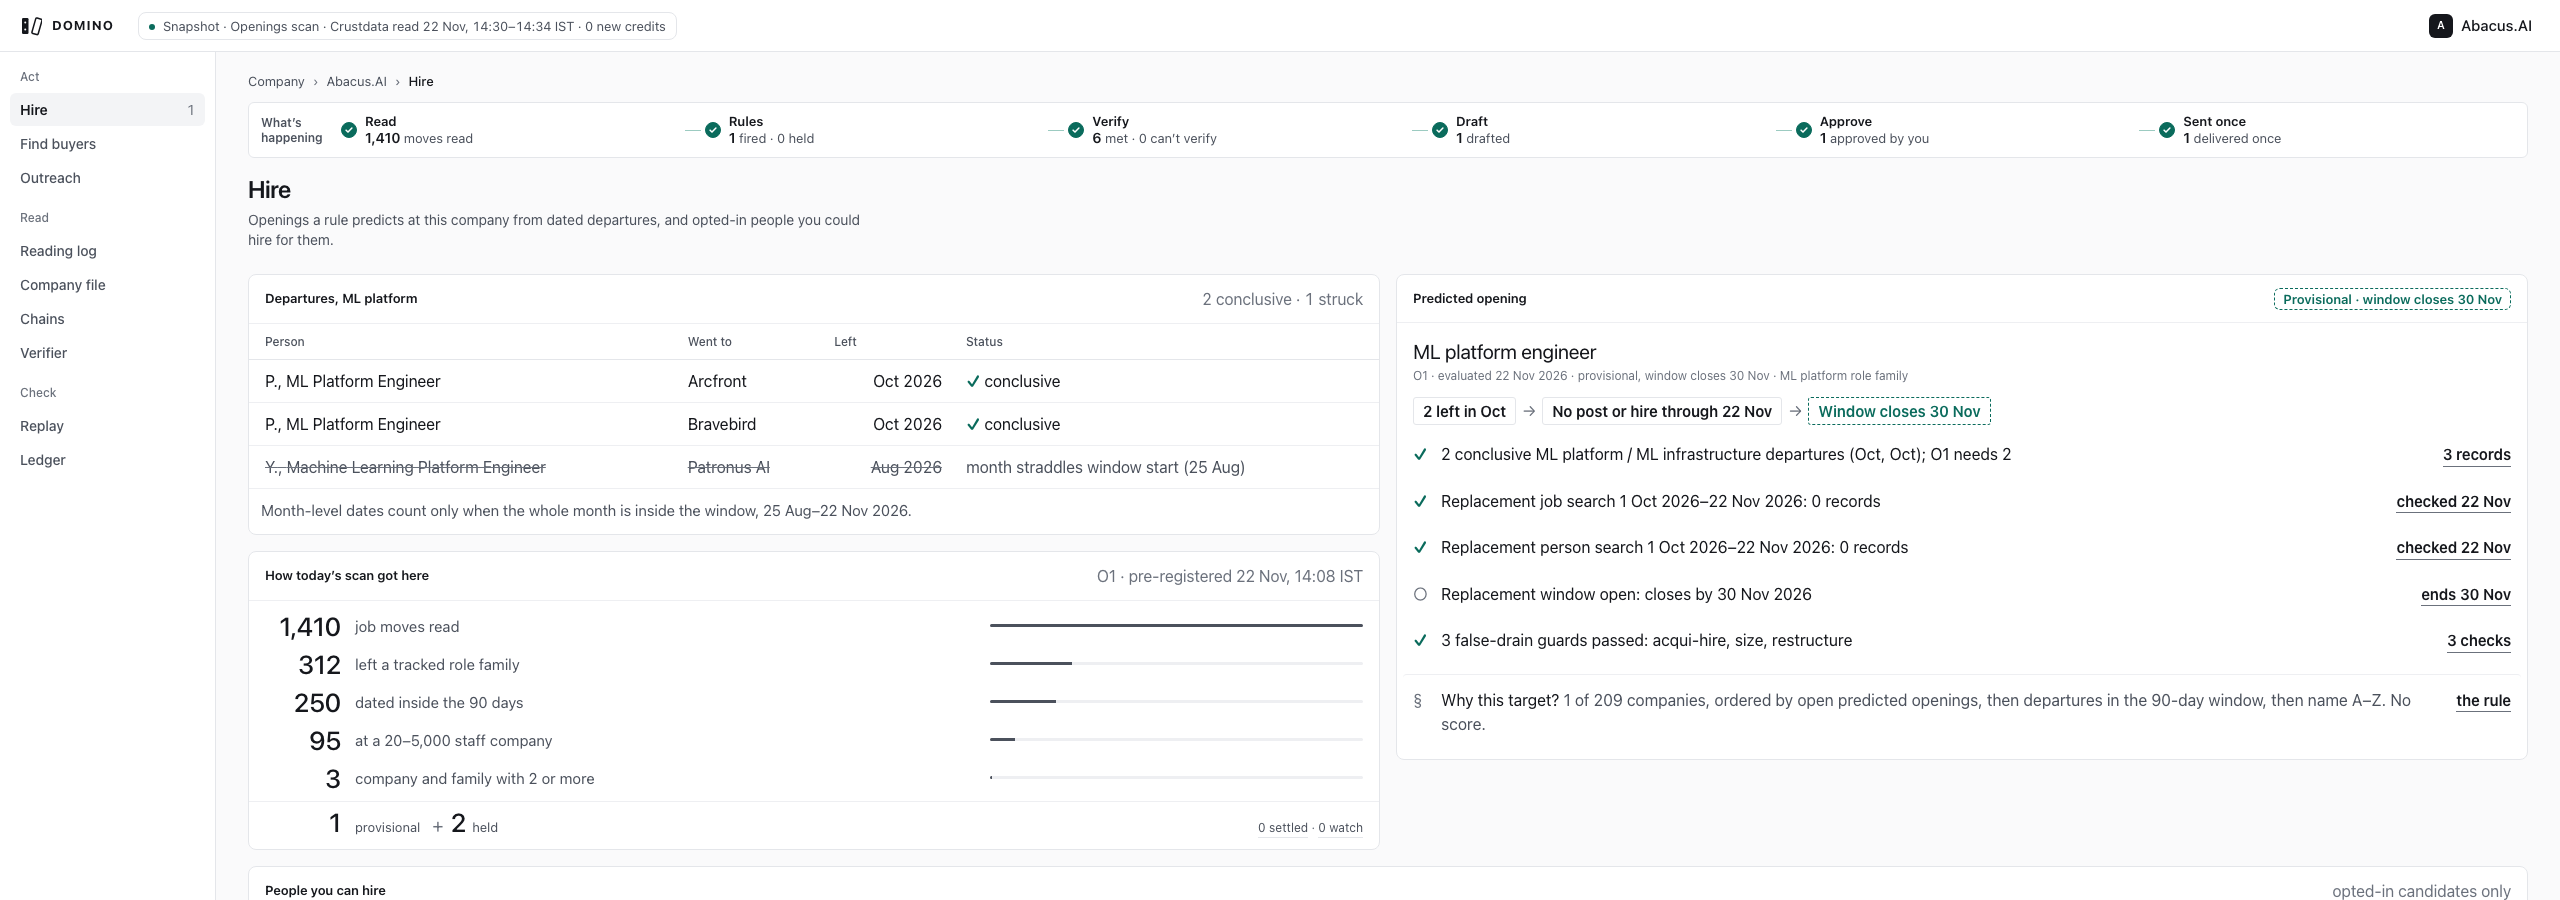 DOMINO
Snapshot · Openings scan · Crustdata read 22 Nov, 14:30–14:34 IST · 0 new credits
A
Abacus.AI
Act
Hire 1
Find buyers
Outreach
Read
Reading log
Company file
Chains
Verifier
Check
Replay
Ledger
Company › Abacus.AI › Hire
What's
happening
Read
1,410 moves read
Rules
1 fired · 0 held
Verify
6 met · 0 can't verify
Draft
1 drafted
Approve
1 approved by you
Sent once
1 delivered once
Hire
Openings a rule predicts at this company from dated departures, and opted-in people you could
hire for them.
Departures, ML platform 2 conclusive · 1 struck
Person Went to Left Status
P., ML Platform Engineer Arcfront Oct 2026 ✓ conclusive
P., ML Platform Engineer Bravebird Oct 2026 ✓ conclusive
Y., Machine Learning Platform Engineer Patronus AI Aug 2026 month straddles window start (25 Aug)
Month-level dates count only when the whole month is inside the window, 25 Aug–22 Nov 2026.
How today's scan got here O1 · pre-registered 22 Nov, 14:08 IST
1,410 job moves read
312 left a tracked role family
250 dated inside the 90 days
95 at a 20–5,000 staff company
3 company and family with 2 or more
1 provisional + 2 held 0 settled · 0 watch
Predicted opening Provisional · window closes 30 Nov
ML platform engineer
O1 · evaluated 22 Nov 2026 · provisional, window closes 30 Nov · ML platform role family
2 left in Oct → No post or hire through 22 Nov → Window closes 30 Nov
✓ 2 conclusive ML platform / ML infrastructure departures (Oct, Oct); O1 needs 2 3 records
✓ Replacement job search 1 Oct 2026–22 Nov 2026: 0 records checked 22 Nov
✓ Replacement person search 1 Oct 2026–22 Nov 2026: 0 records checked 22 Nov
Replacement window open: closes by 30 Nov 2026 ends 30 Nov
✓ 3 false-drain guards passed: acqui-hire, size, restructure 3 checks
§ Why this target? 1 of 209 companies, ordered by open predicted openings, then departures in the 90-day window, then name A–Z. No the rule
score.
People you can hire opted-in candidates only